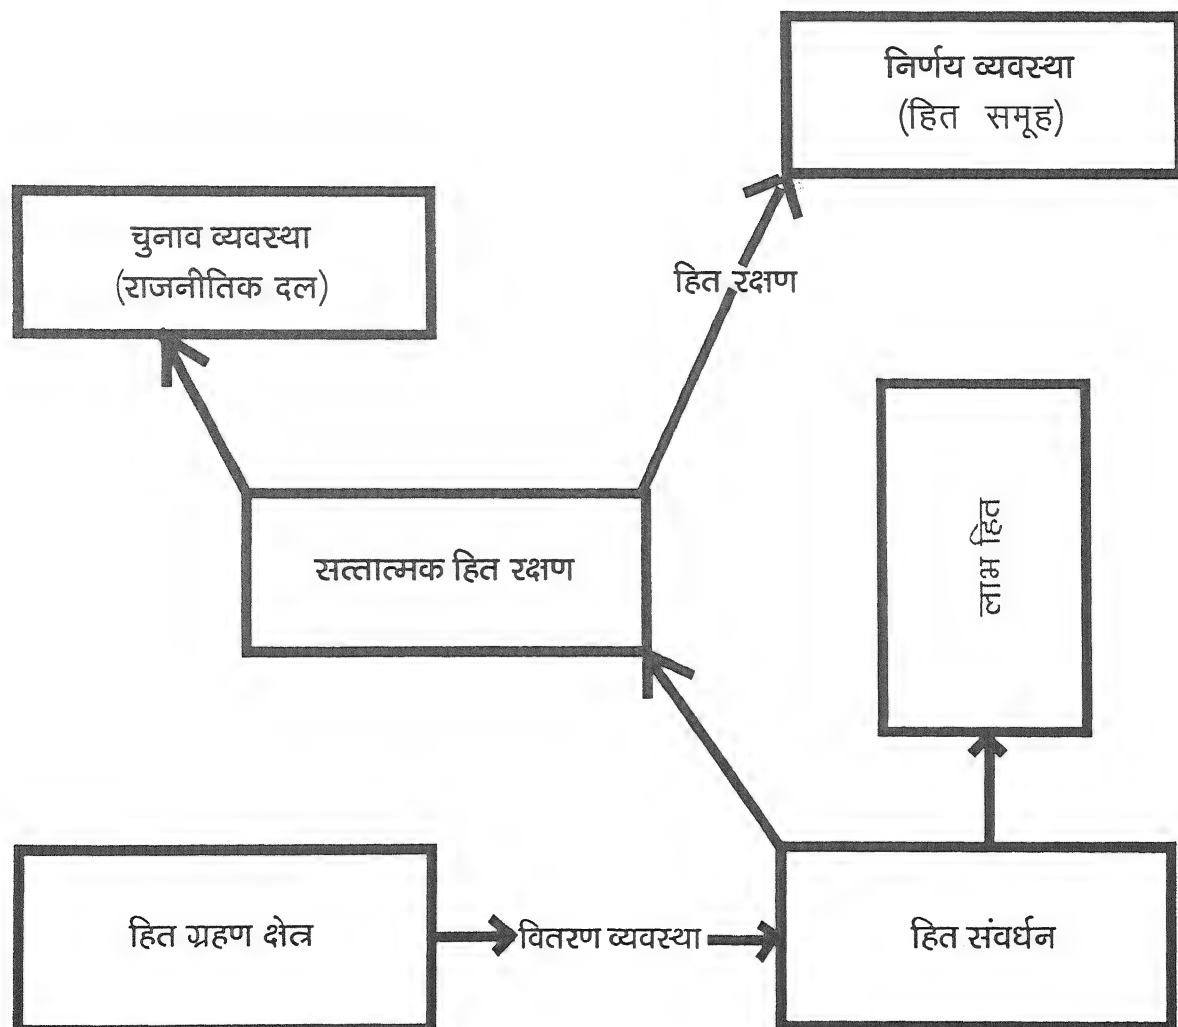 निर्णय व्यवस्था
(हित समूह)
चुनाव व्यवस्था
(राजनीतिक दल)
हित रक्षण
सत्तात्मक हित रक्षण
लाभ हित
हित ग्रहण क्षेत्र
वितरण व्यवस्था
हित संवर्धन